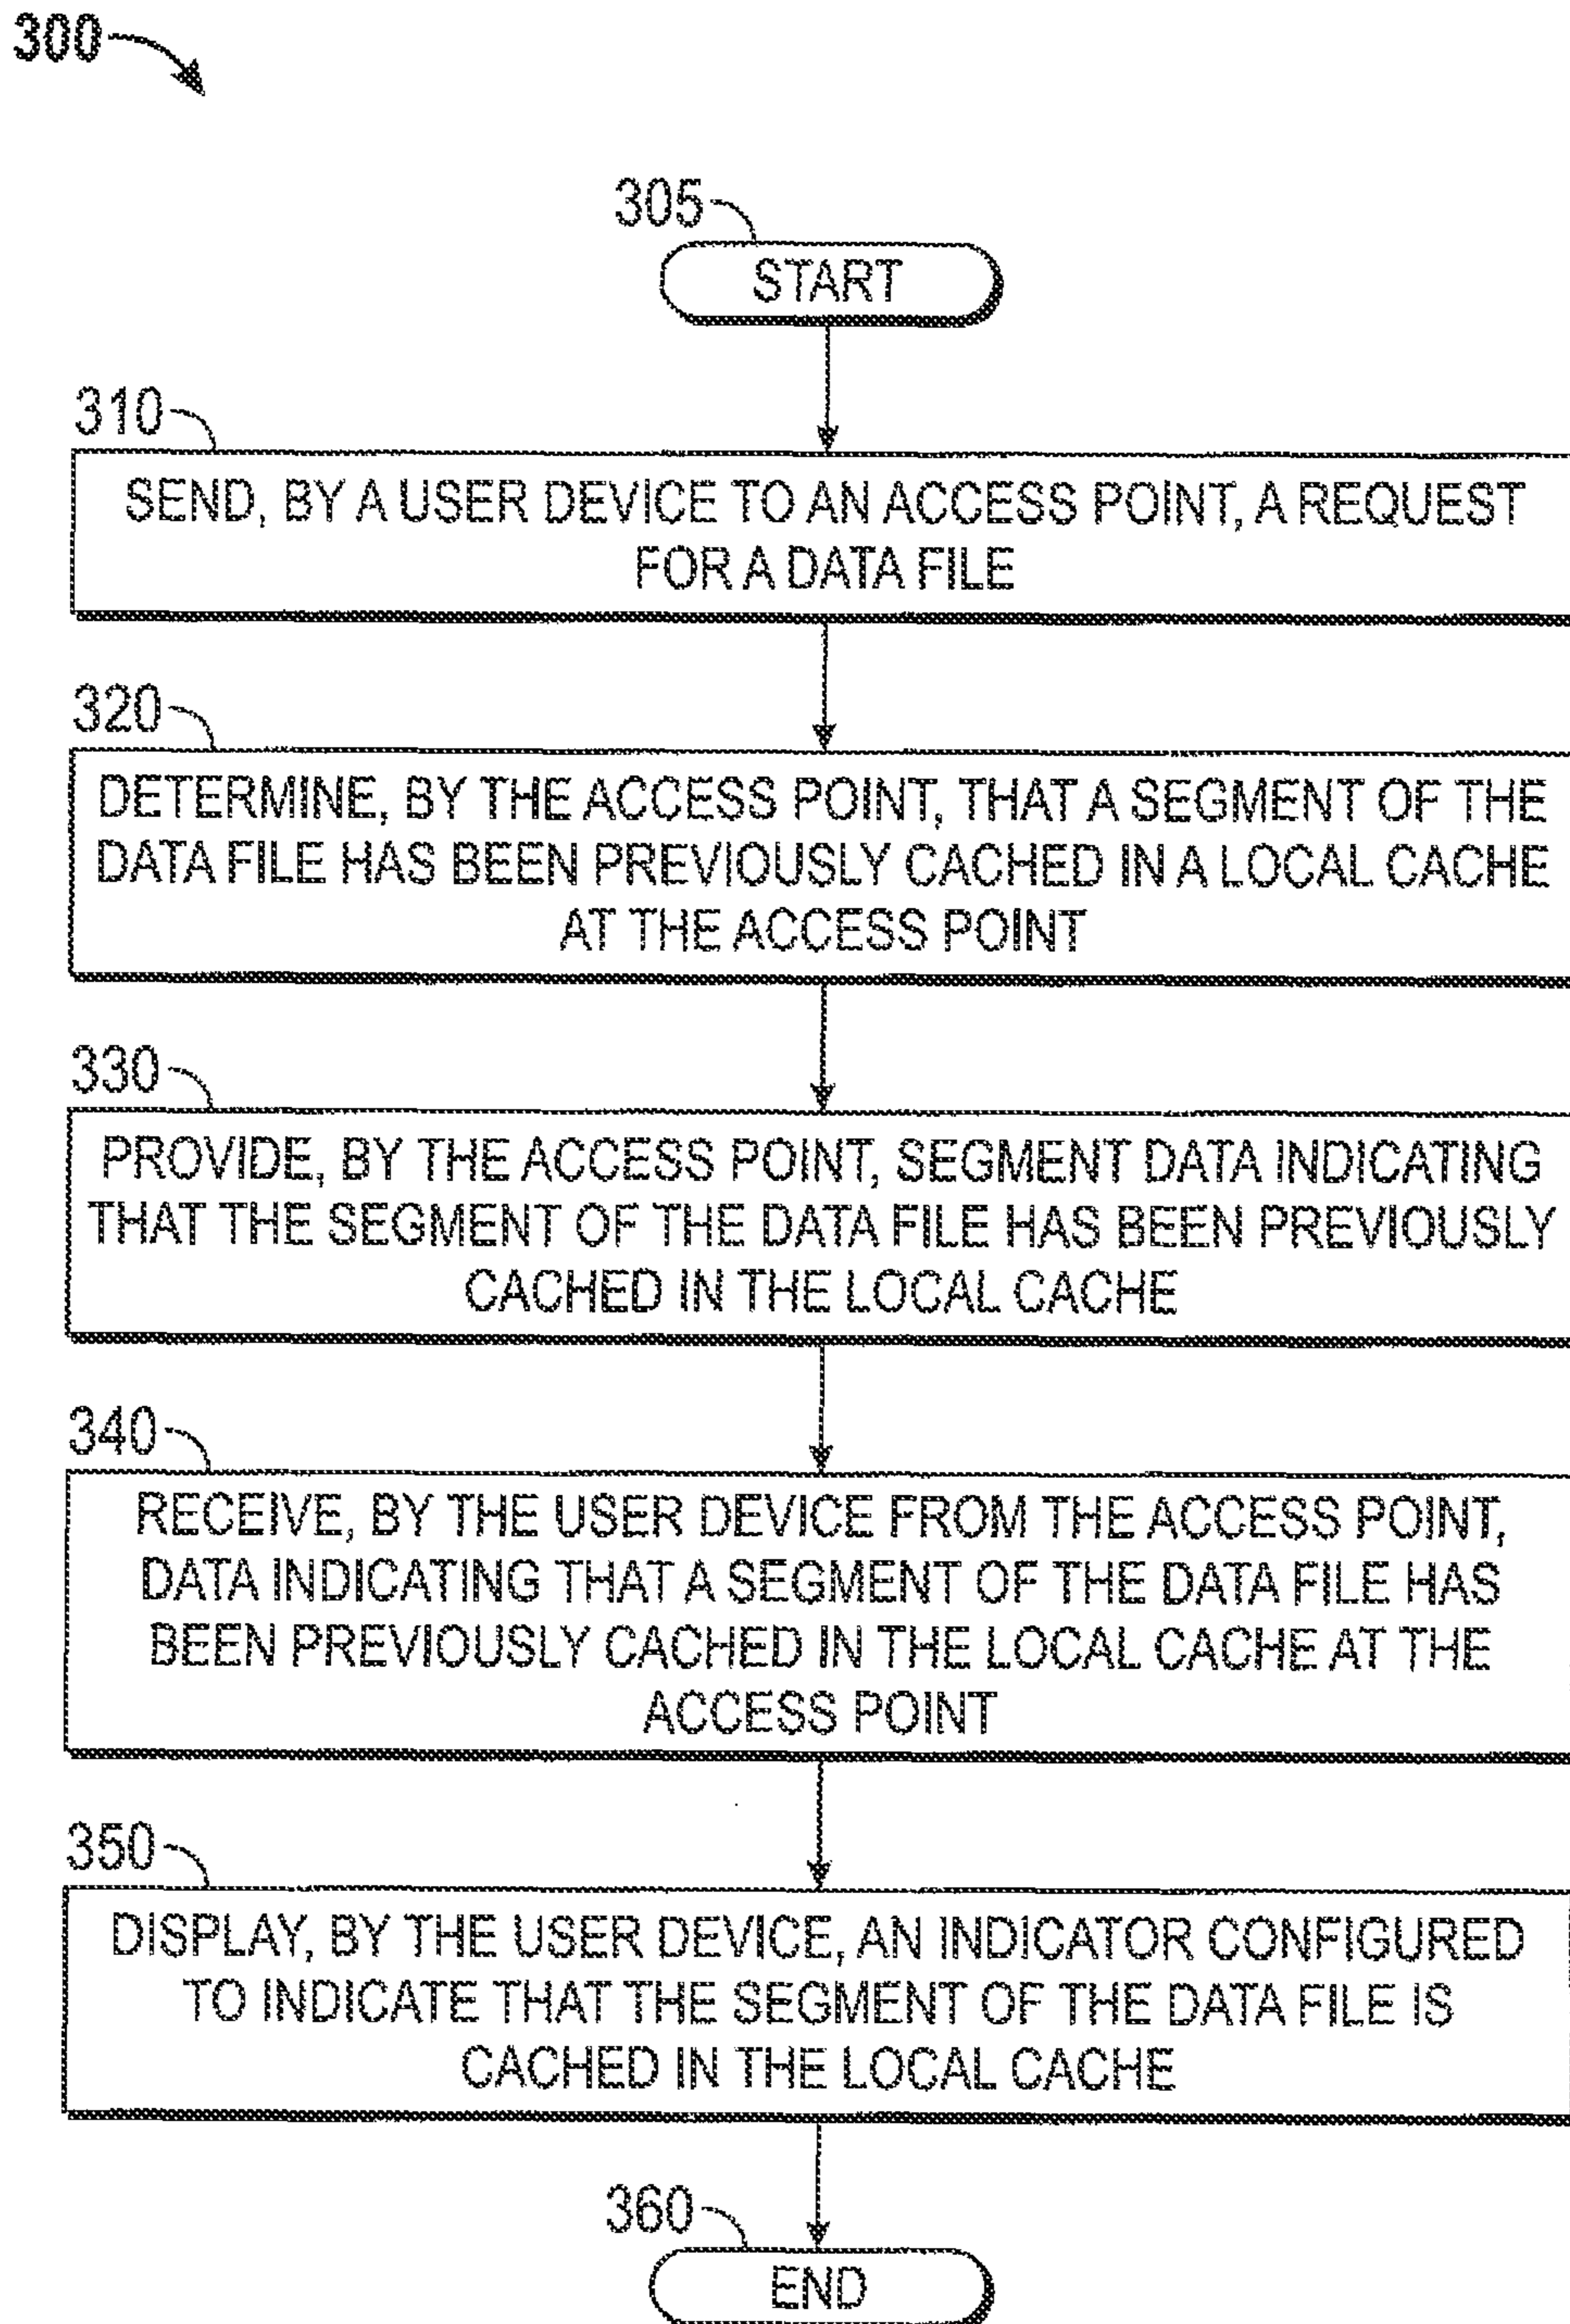 300
305
START
310
SEND, BY A USER DEVICE TO AN ACCESS POINT, A REQUEST
FOR A DATA FILE
320
DETERMINE, BY THE ACCESS POINT, THAT A SEGMENT OF THE
DATA FILE HAS BEEN PREVIOUSLY CACHED IN A LOCAL CACHE
AT THE ACCESS POINT
330
PROVIDE, BY THE ACCESS POINT, SEGMENT DATA INDICATING
THAT THE SEGMENT OF THE DATA FILE HAS BEEN PREVIOUSLY
CACHED IN THE LOCAL CACHE
340
RECEIVE, BY THE USER DEVICE FROM THE ACCESS POINT,
DATA INDICATING THAT A SEGMENT OF THE DATA FILE HAS
BEEN PREVIOUSLY CACHED IN THE LOCAL CACHE AT THE
ACCESS POINT
350
DISPLAY, BY THE USER DEVICE, AN INDICATOR CONFIGURED
TO INDICATE THAT THE SEGMENT OF THE DATA FILE IS
CACHED IN THE LOCAL CACHE
360
END